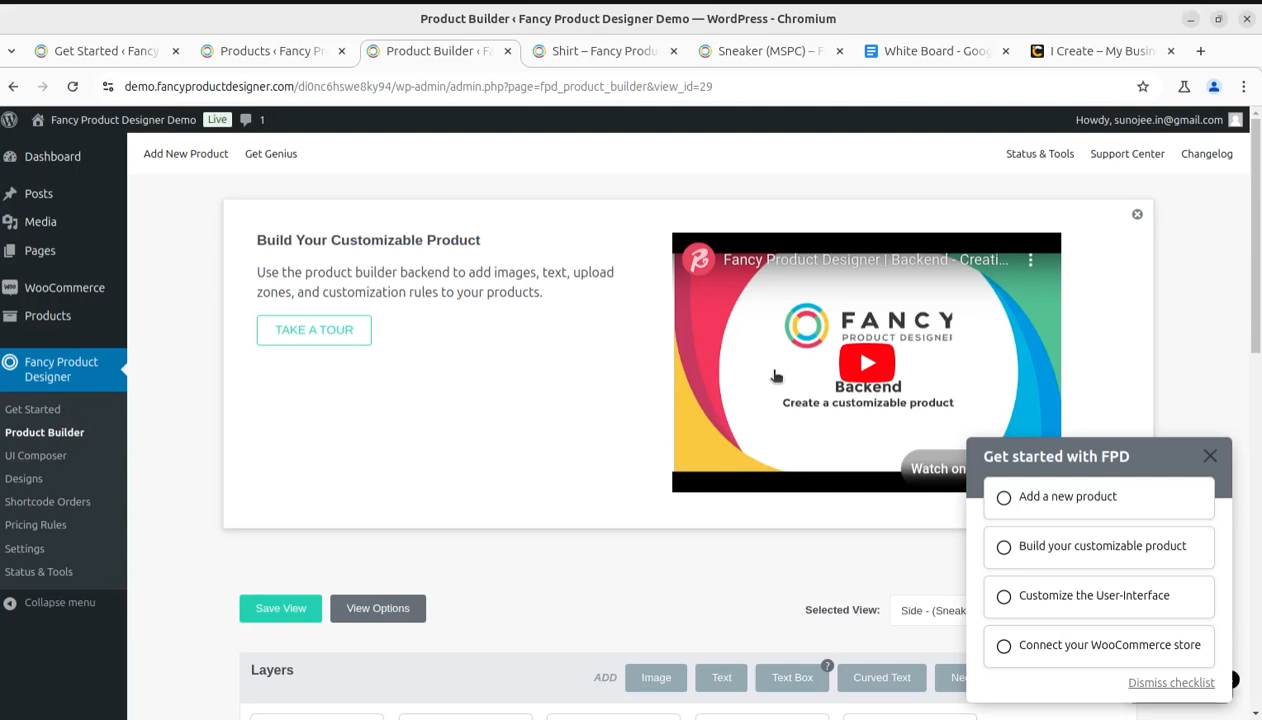 Product Builder ‹ Fancy Product Designer Demo — WordPress - Chromium
Get Started ‹ Fancy
Products ‹ Fancy Pr
Product Builder ‹ Fa
Shirt – Fancy Produ
Sneaker (MSPC) – F
White Board - Goog
I Create – My Busin
demo.fancyproductdesigner.com/di0nc6hswe8ky94/wp-admin/admin.php?page=fpd_product_builder&view_id=29
Fancy Product Designer Demo Live 1
Howdy, sunojee.in@gmail.com
Dashboard
Posts
Media
Pages
WooCommerce
Products
Fancy Product
Designer
Get Started
Product Builder
UI Composer
Designs
Shortcode Orders
Pricing Rules
Settings
Status & Tools
Collapse menu
Add New Product Get Genius
Status & Tools Support Center Changelog
Build Your Customizable Product
Use the product builder backend to add images, text, upload
zones, and customization rules to your products.
TAKE A TOUR
Fancy Product Designer | Backend - Creati...
FANCY
PRODUCT DESIGNER
Backend
Create a customizable product
Watch on
Get started with FPD
Add a new product
Build your customizable product
Customize the User-Interface
Connect your WooCommerce store
Dismiss checklist
Save View View Options
Selected View: Side - (Sneak
Layers
ADD Image Text Text Box ? Curved Text Ne